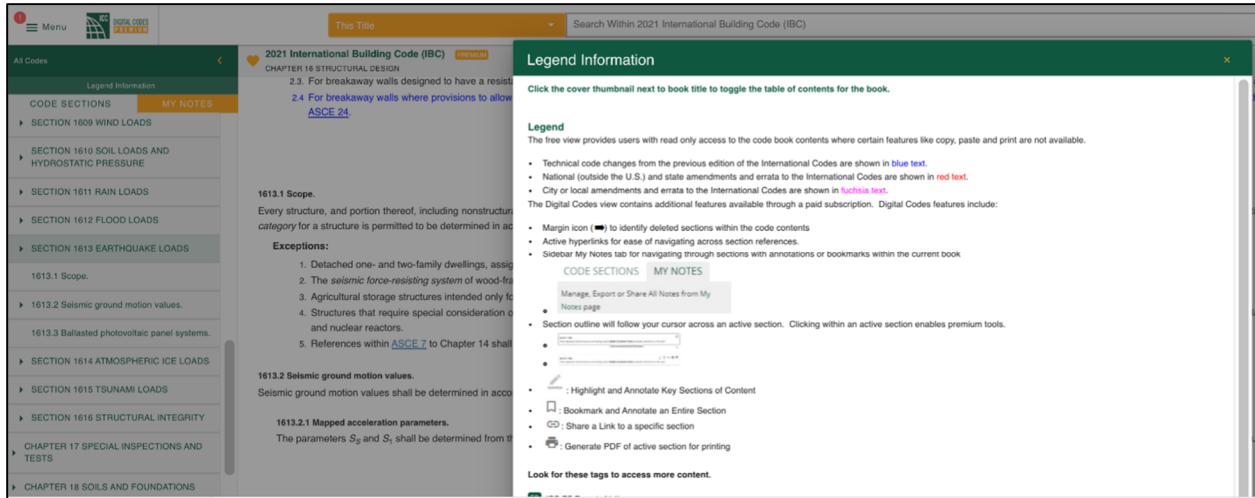 1
Menu
ICC
DIGITAL CODES
PREMIUM
This Title
Search Within 2021 International Building Code (IBC)
All Codes
Legend Information
CODE SECTIONS
MY NOTES
SECTION 1609 WIND LOADS
SECTION 1610 SOIL LOADS AND
HYDROSTATIC PRESSURE
SECTION 1611 RAIN LOADS
SECTION 1612 FLOOD LOADS
SECTION 1613 EARTHQUAKE LOADS
1613.1 Scope.
1613.2 Seismic ground motion values.
1613.3 Ballasted photovoltaic panel systems.
SECTION 1614 ATMOSPHERIC ICE LOADS
SECTION 1615 TSUNAMI LOADS
SECTION 1616 STRUCTURAL INTEGRITY
CHAPTER 17 SPECIAL INSPECTIONS AND
TESTS
CHAPTER 18 SOILS AND FOUNDATIONS
2021 International Building Code (IBC) PREMIUM
CHAPTER 16 STRUCTURAL DESIGN
2.3. For breakaway walls designed to have a resist
2.4 For breakaway walls where provisions to allow
ASCE 24.
1613.1 Scope.
Every structure, and portion thereof, including nonstructura
category for a structure is permitted to be determined in ac
Exceptions:
1. Detached one- and two-family dwellings, assig
2. The seismic force-resisting system of wood-fra
3. Agricultural storage structures intended only fo
4. Structures that require special consideration o
and nuclear reactors.
5. References within ASCE 7 to Chapter 14 shall
1613.2 Seismic ground motion values.
Seismic ground motion values shall be determined in acco
1613.2.1 Mapped acceleration parameters.
The parameters SS and S1 shall be determined from th
Legend Information
×
Click the cover thumbnail next to book title to toggle the table of contents for the book.
Legend
The free view provides users with read only access to the code book contents where certain features like copy, paste and print are not available.
• Technical code changes from the previous edition of the International Codes are shown in blue text.
• National (outside the U.S.) and state amendments and errata to the International Codes are shown in red text.
• City or local amendments and errata to the International Codes are shown in fuchsia text.
The Digital Codes view contains additional features available through a paid subscription. Digital Codes features include:
• Margin icon (➡) to identify deleted sections within the code contents
• Active hyperlinks for ease of navigating across section references.
• Sidebar My Notes tab for navigating through sections with annotations or bookmarks within the current book
CODE SECTIONS MY NOTES
Manage, Export or Share All Notes from My
Notes page
• Section outline will follow your cursor across an active section. Clicking within an active section enables premium tools.
• : Highlight and Annotate Key Sections of Content
• : Bookmark and Annotate an Entire Section
• : Share a Link to a specific section
• : Generate PDF of active section for printing
Look for these tags to access more content.